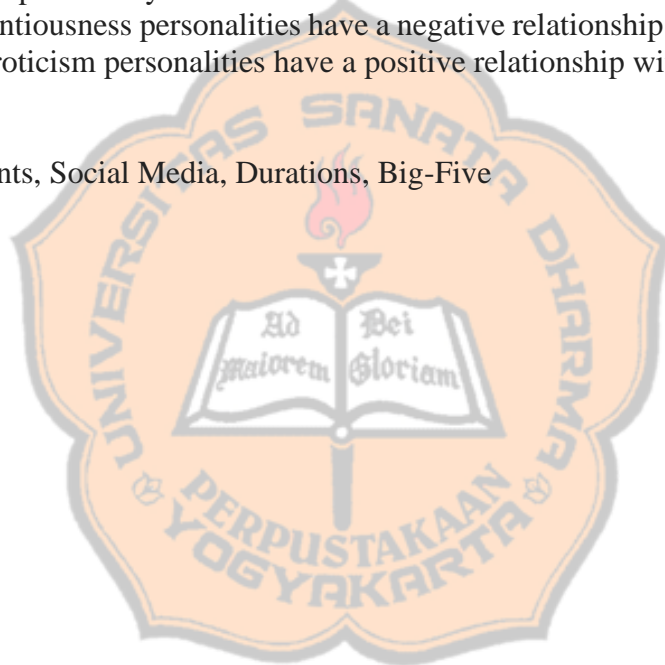 ntiousness personalities have a negative relationship
roticism personalities have a positive relationship wi
nts, Social Media, Durations, Big-Five
UNIVERSITAS SANATA DHARMA
Ad Dei
Maiorem Gloriam
PERPUSTAKAAN
YOGYAKARTA